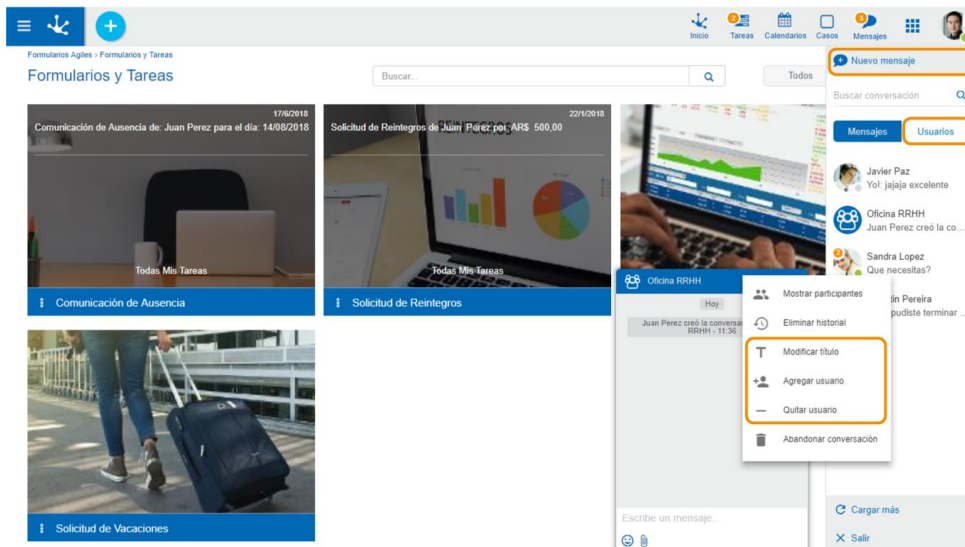 Inicio
2
Tareas
Calendarios
Casos
3
Mensajes
Formularios Agiles > Formularios y Tareas
Formularios y Tareas
Buscar...
Todos
17/6/2018
Comunicación de Ausencia de: Juan Perez para el día: 14/08/2018
Todas Mis Tareas
Comunicación de Ausencia
22/1/2018
Solicitud de Reintegros de Juan Perez por AR$ 500,00
Todas Mis Tareas
Solicitud de Reintegros
Solicitud de Vacaciones
Nuevo mensaje
Buscar conversación
Mensajes
Usuarios
Javier Paz
Yo!: jajaja excelente
Oficina RRHH
Juan Perez creó la co...
2
Sandra Lopez
Que necesitas?
tin Pereira
pudiste terminar ...
Oficina RRHH
Hoy
Juan Perez creó la conversa
RRHH - 11:36
Mostrar participantes
Eliminar historial
Modificar título
Agregar usuario
Quitar usuario
Abandonar conversación
Escribe un mensaje..
Cargar más
Salir